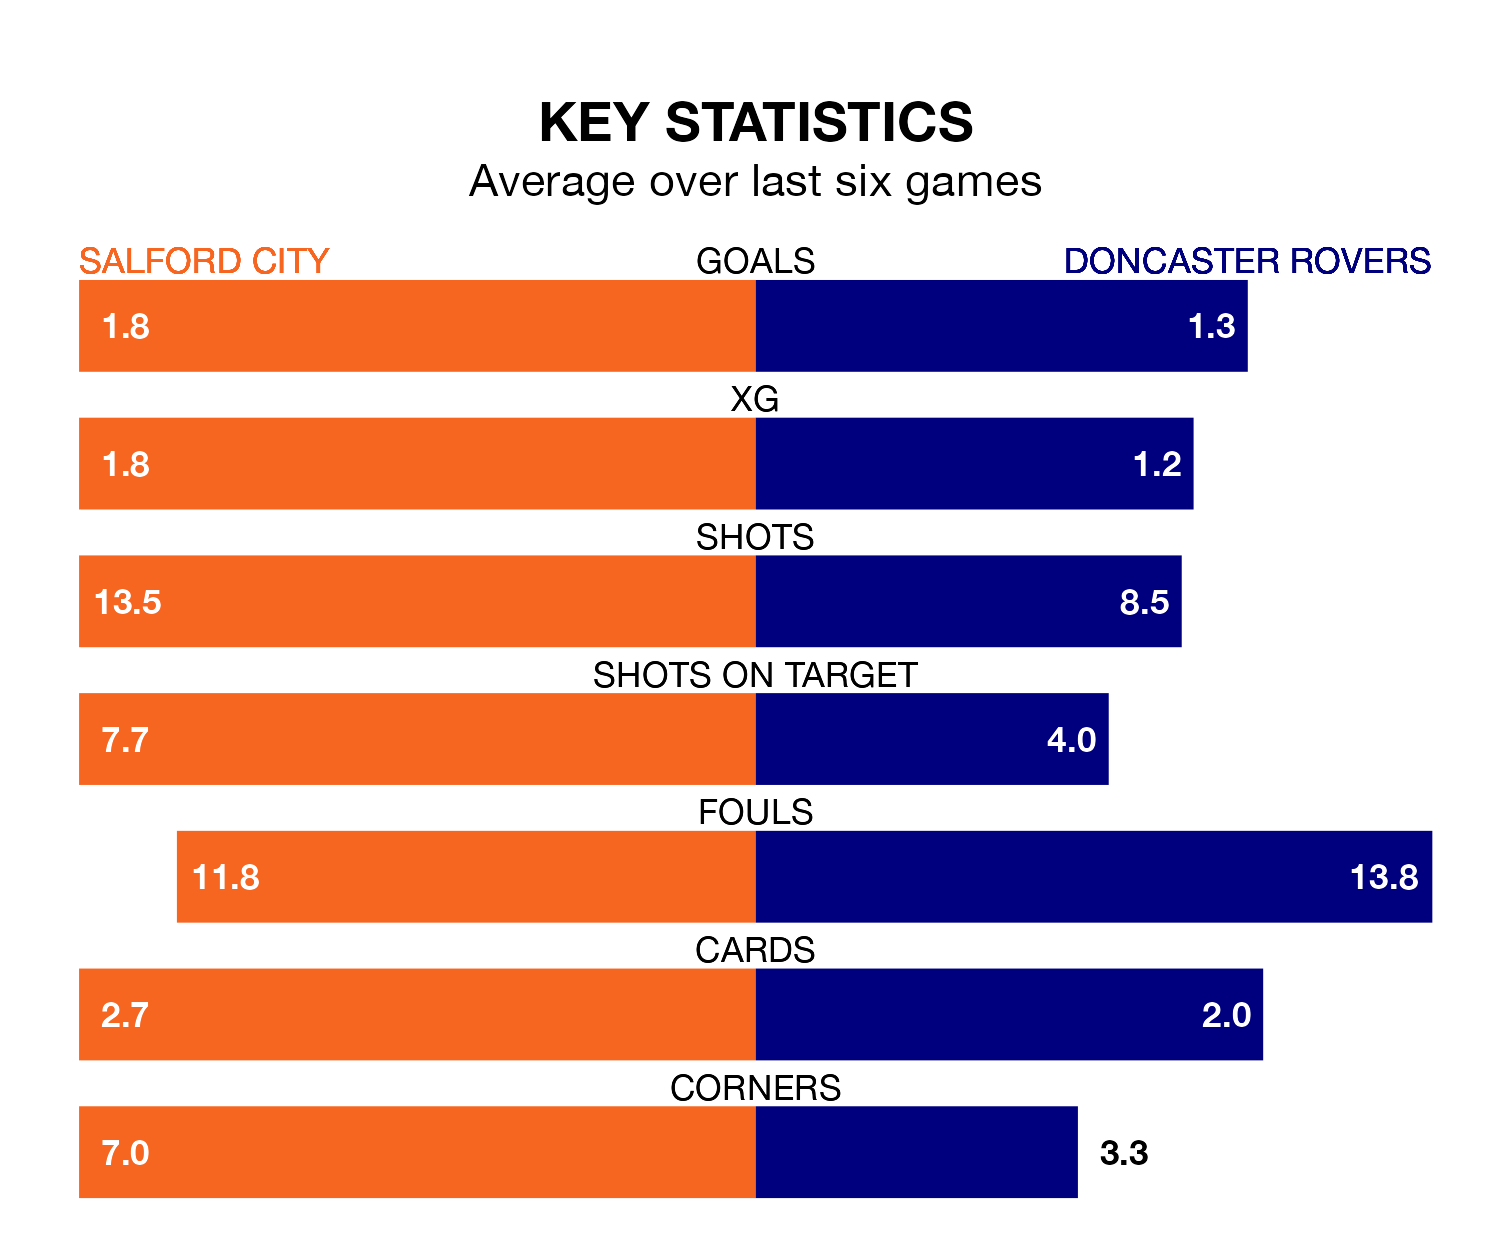 KEY STATISTICS
Average over last six games
SALFORD CITY GOALS DONCASTER ROVERS
1.8 1.3
XG
1.8 1.2
SHOTS
13.5 8.5
SHOTS ON TARGET
7.7 4.0
FOULS
11.8 13.8
CARDS
2.7 2.0
CORNERS
7.0 3.3